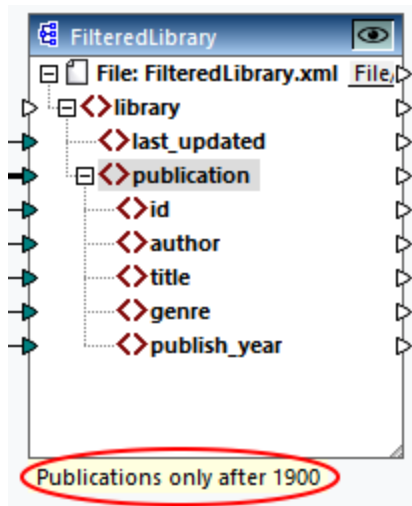 FilteredLibrary
File: FilteredLibrary.xml File/
library
last_updated
publication
id
author
title
genre
publish_year
Publications only after 1900